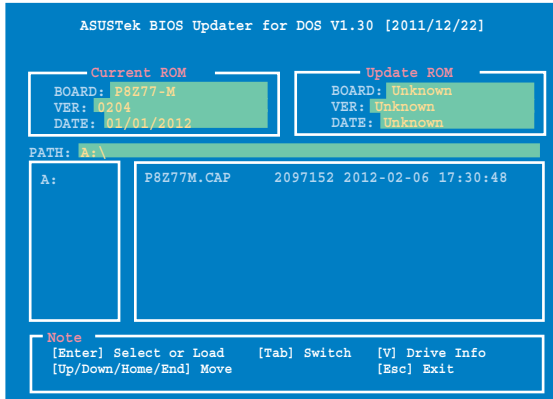 ASUSTek BIOS Updater for DOS V1.30 [2011/12/22]
Current ROM
BOARD: P8Z77-M
VER: 0204
DATE: 01/01/2012
Update ROM
BOARD: Unknown
VER: Unknown
DATE: Unknown
PATH: A:\
A:
P8Z77M.CAP 2097152 2012-02-06 17:30:48
Note
[Enter] Select or Load [Tab] Switch [V] Drive Info
[Up/Down/Home/End] Move [Esc] Exit